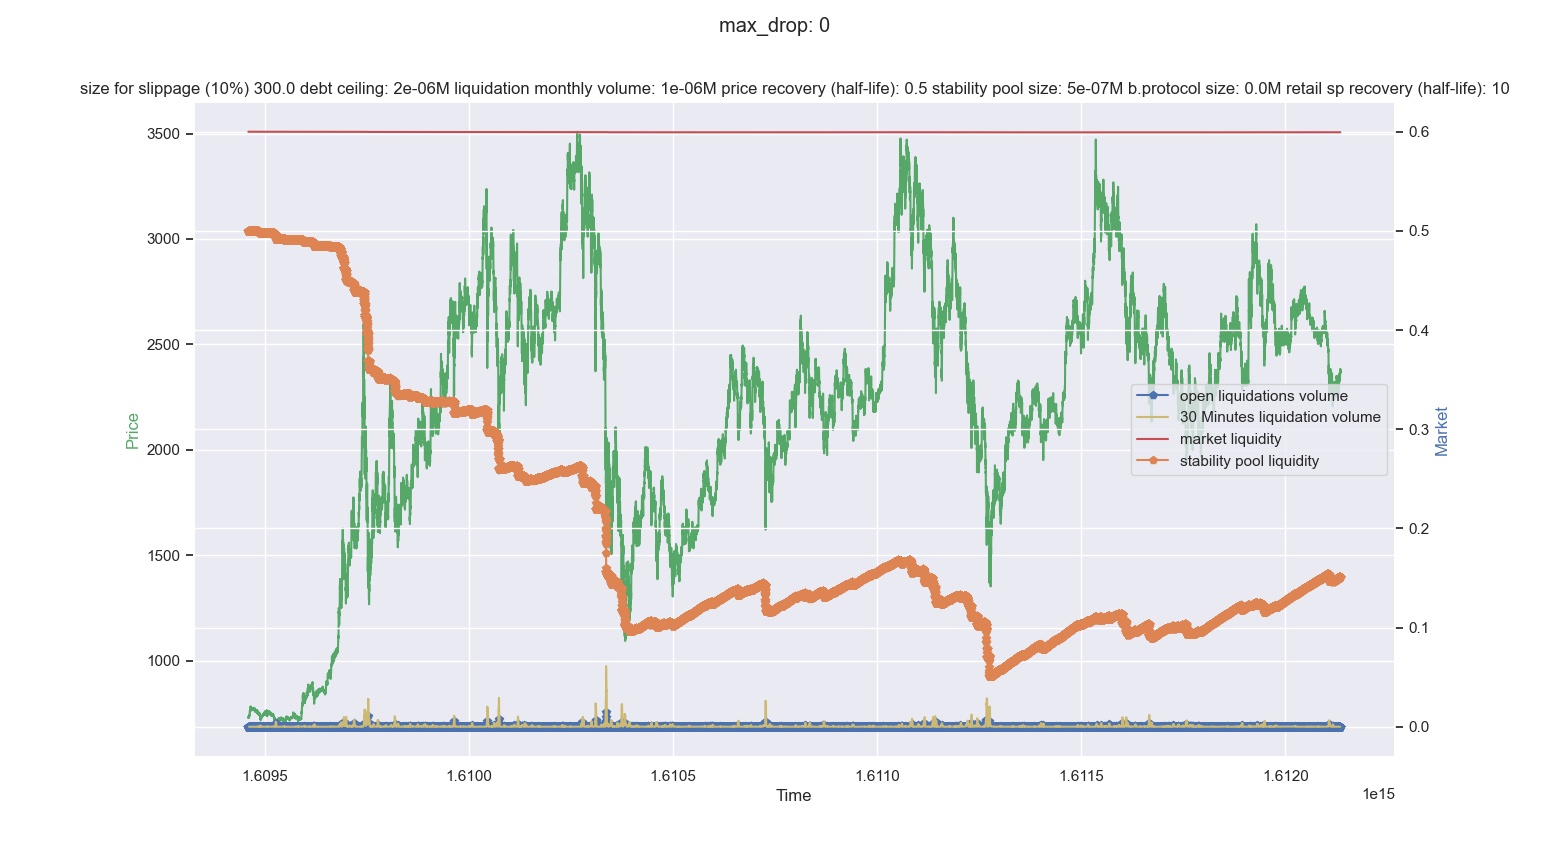 max_drop: 0
size for slippage (10%) 300.0 debt ceiling: 2e-06M liquidation monthly volume: 1e-06M price recovery (half-life): 0.5 stability pool size: 5e-07M b.protocol size: 0.0M retail sp recovery (half-life): 10
3500
3000
2500
2000
1500
1000
Price
0.6
0.5
0.4
0.3
0.2
0.1
0.0
Market
open liquidations volume
30 Minutes liquidation volume
market liquidity
stability pool liquidity
1.6095 1.6100 1.6105 1.6110 1.6115 1.6120
Time
1e15